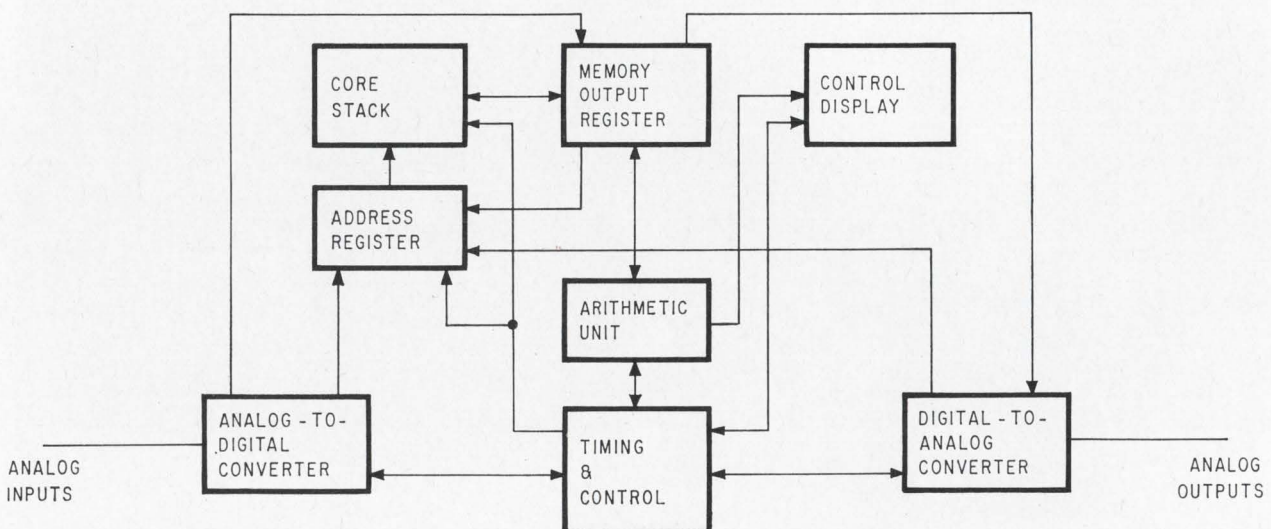 CORE
STACK
MEMORY
OUTPUT
REGISTER
CONTROL
DISPLAY
ADDRESS
REGISTER
ARITHMETIC
UNIT
ANALOG - TO -
DIGITAL
CONVERTER
TIMING
&
CONTROL
DIGITAL - TO -
ANALOG
CONVERTER
ANALOG
INPUTS
ANALOG
OUTPUTS